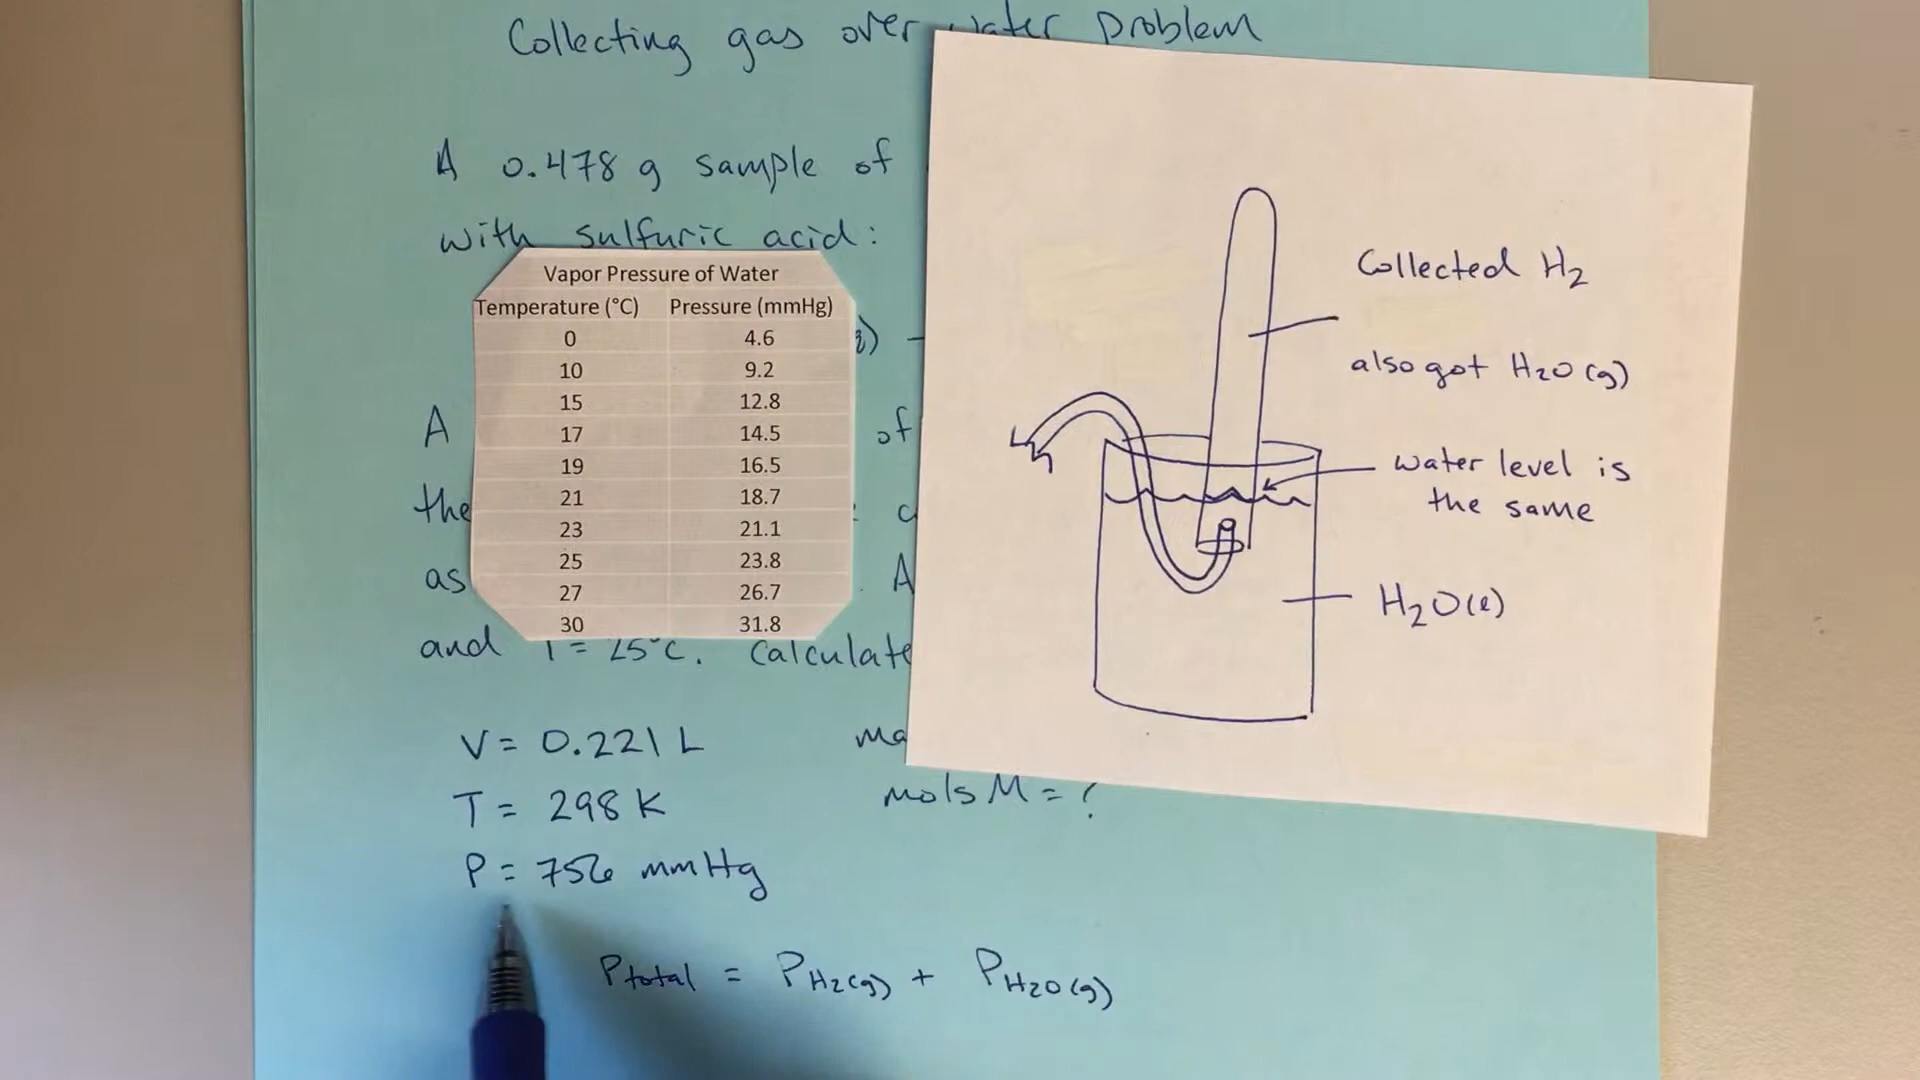 Collecting gas over water problem
A 0.478 g sample of
with sulfuric acid:
Vapor Pressure of Water
Temperature (°C) Pressure (mmHg)
0 4.6
10 9.2
15 12.8
17 14.5
19 16.5
21 18.7
23 21.1
25 23.8
27 26.7
30 31.8
A of
the c
as A
and T = 25°C. Calculate
V = 0.221 L ma
T = 298 K mols M = ?
P = 756 mmHg
Ptotal = PH2(g) + PH2O(g)
Collected H2
also got H2O(g)
water level is
the same
H2O(l)